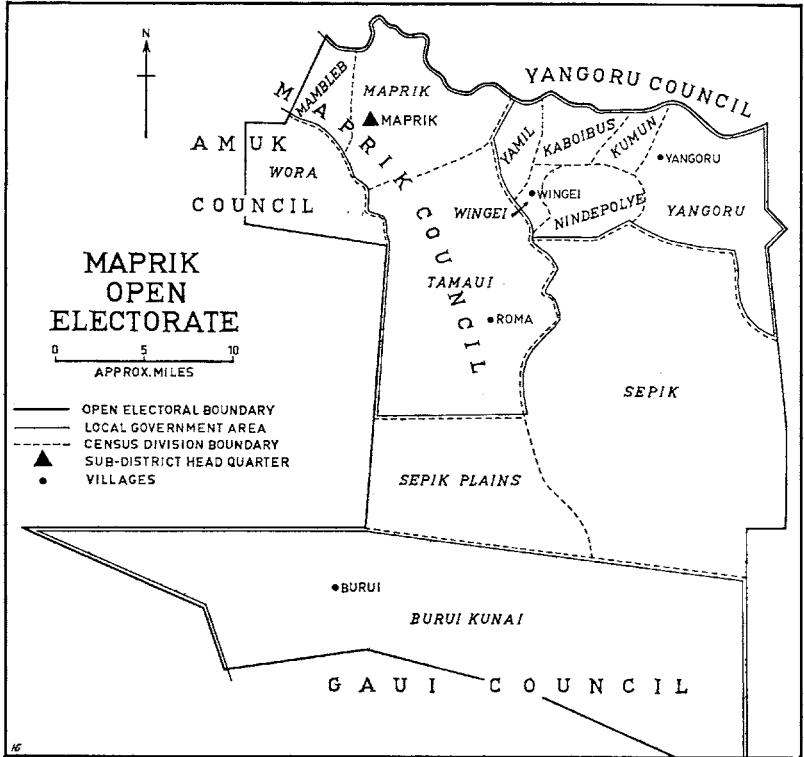 N
YANGORU COUNCIL
MAPRIK COUNCIL
AMUK
COUNCIL
GAUI COUNCIL
MAMBLEB
MAPRIK
MAPRIK
WORA
YAMIL
KABOIBUS
KUMUN
YANGORU
WINGEI
WINGEI
NINDEPOLYE
YANGORU
TAMAUI
ROMA
SEPIK
SEPIK PLAINS
BURUI
BURUI KUNAI
MAPRIK
OPEN
ELECTORATE
0 5 10
APPROX.MILES
OPEN ELECTORAL BOUNDARY
LOCAL GOVERNMENT AREA
CENSUS DIVISION BOUNDARY
SUB-DISTRICT HEAD QUARTER
VILLAGES